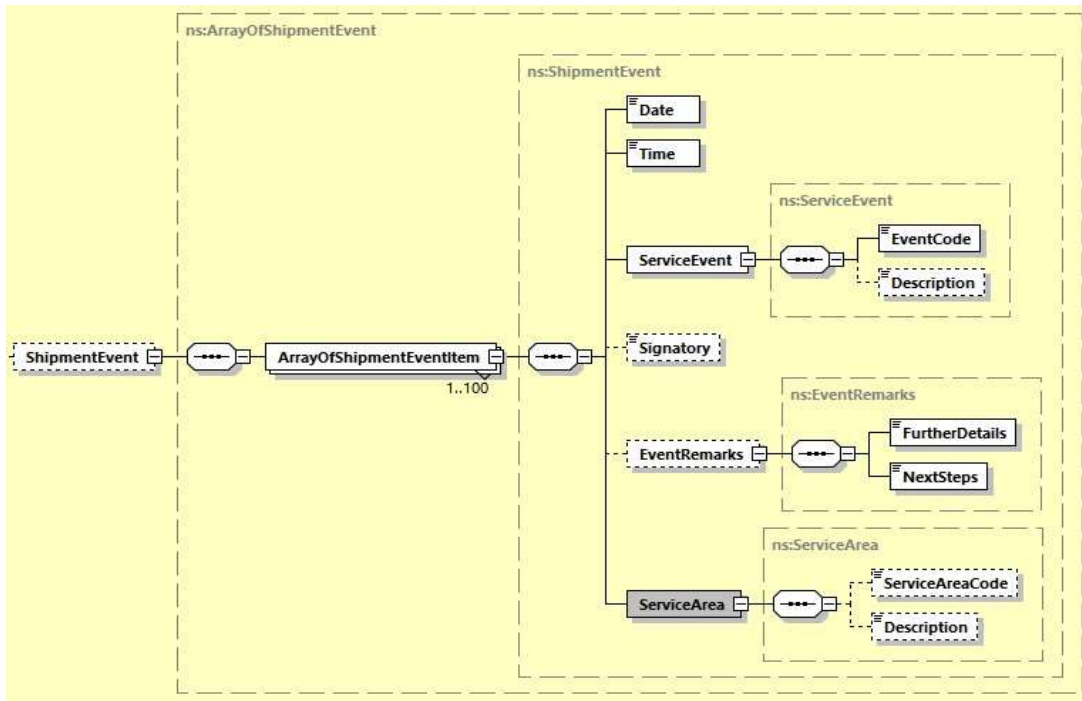 ns:ArrayOfShipmentEvent
ns:ShipmentEvent
Date
Time
ns:ServiceEvent
EventCode
ServiceEvent
Description
Signatory
ShipmentEvent
ArrayOfShipmentEventItem
1..100
ns:EventRemarks
FurtherDetails
EventRemarks
NextSteps
ns:ServiceArea
ServiceAreaCode
ServiceArea
Description